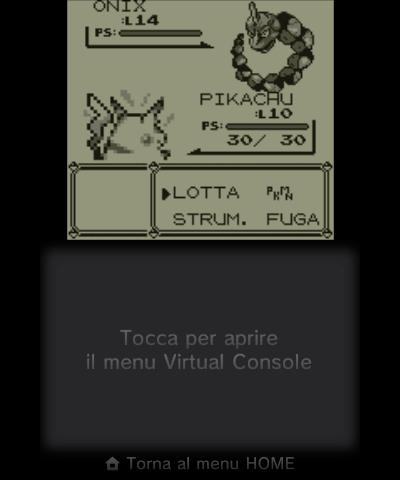 ONIX
:L14
PS:
PIKACHU
:L10
PS:
30/ 30
▶LOTTA PKMN
STRUM. FUGA
Tocca per aprire
il menu Virtual Console
Torna al menu HOME